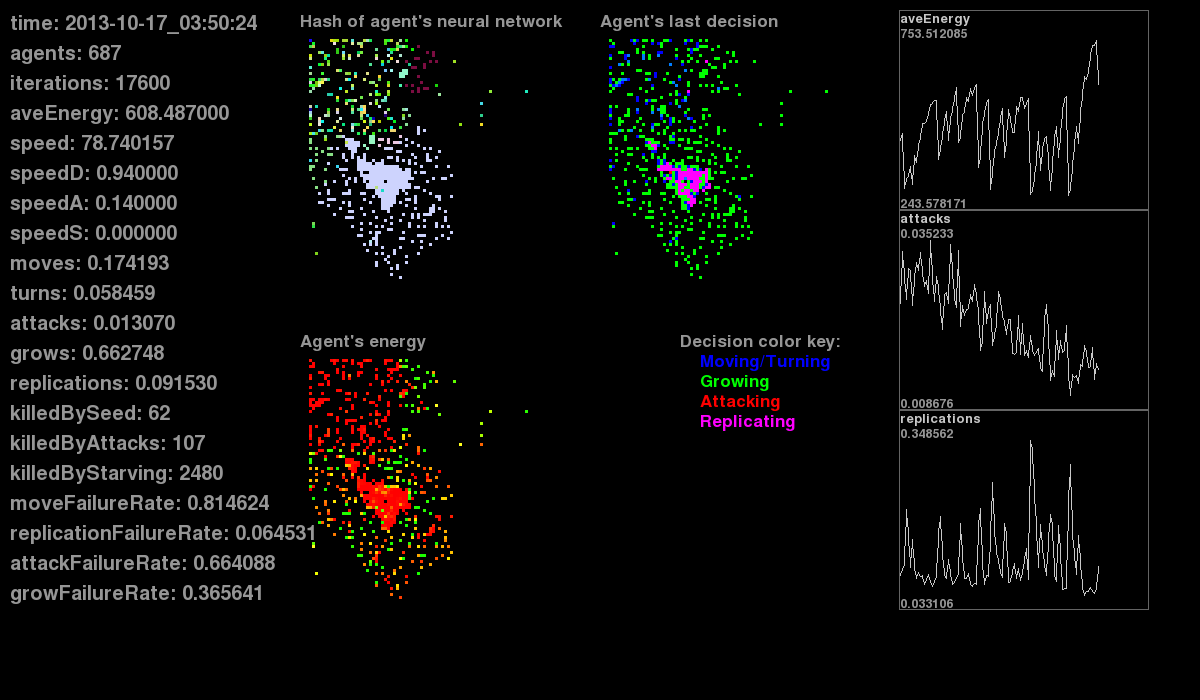 time: 2013-10-17_03:50:24
agents: 687
iterations: 17600
aveEnergy: 608.487000
speed: 78.740157
speedD: 0.940000
speedA: 0.140000
speedS: 0.000000
moves: 0.174193
turns: 0.058459
attacks: 0.013070
grows: 0.662748
replications: 0.091530
killedBySeed: 62
killedByAttacks: 107
killedByStarving: 2480
moveFailureRate: 0.814624
replicationFailureRate: 0.064531
attackFailureRate: 0.664088
growFailureRate: 0.365641
Hash of agent's neural network
Agent's last decision
Agent's energy
Decision color key:
Moving/Turning
Growing
Attacking
Replicating
aveEnergy
753.512085
243.578171
attacks
0.035233
0.008676
replications
0.348562
0.033106